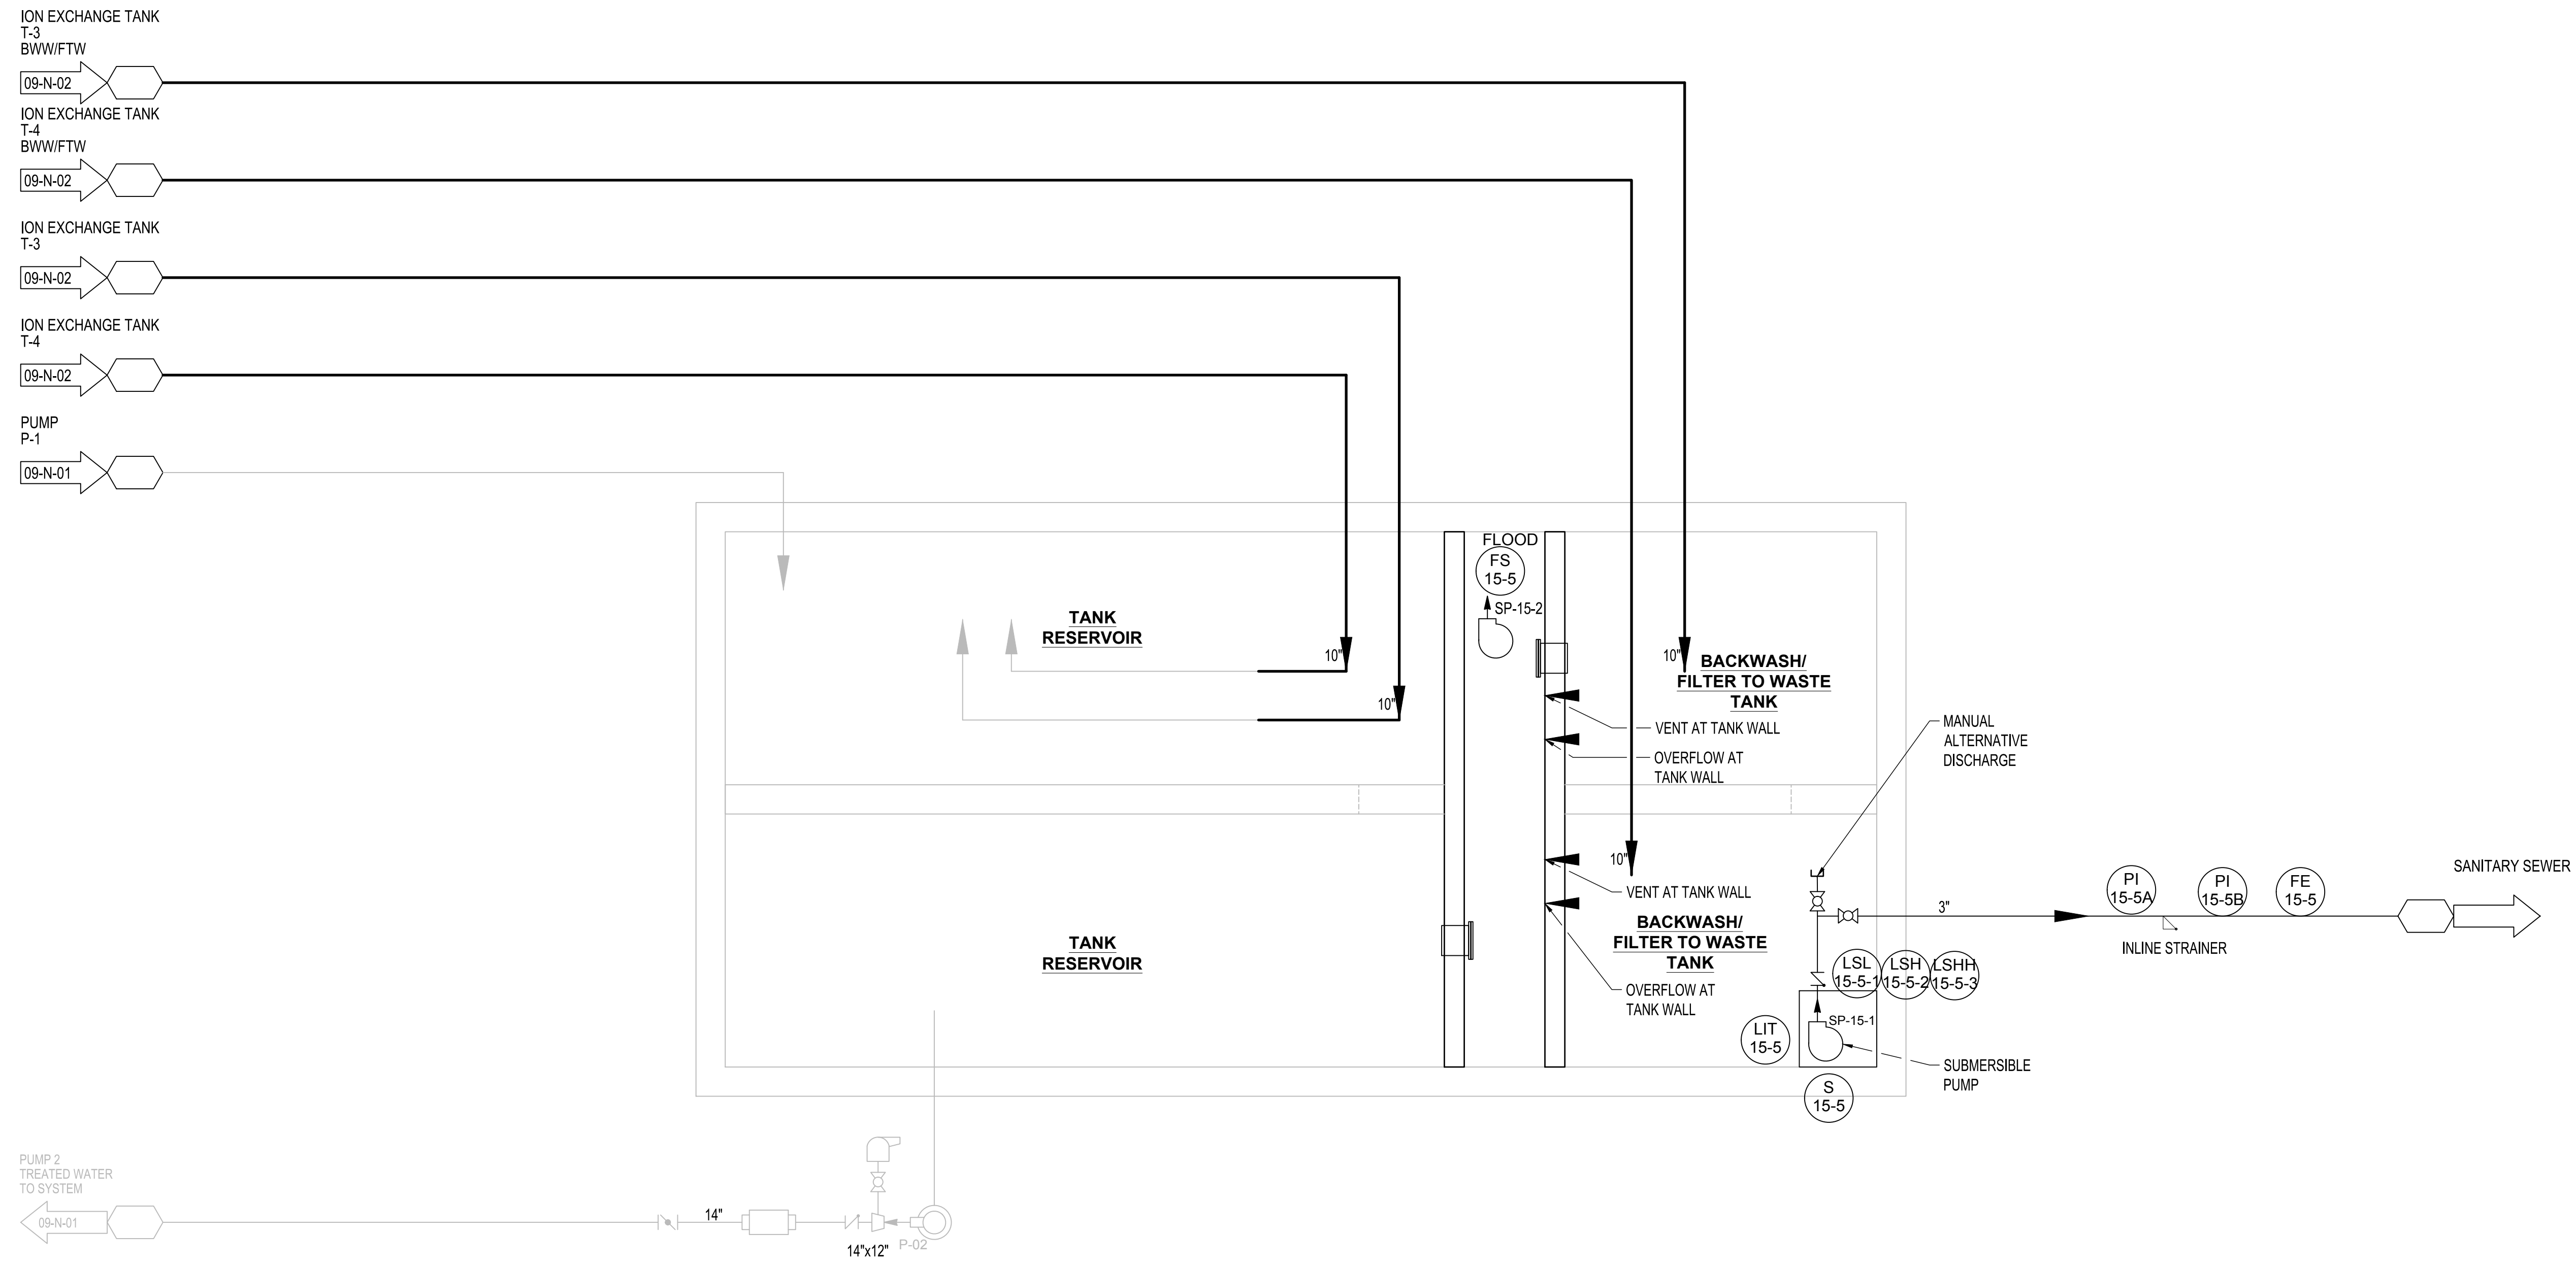 ION EXCHANGE TANK
T-3
BWW/FTW
09-N-02
ION EXCHANGE TANK
T-4
BWW/FTW
09-N-02
ION EXCHANGE TANK
T-3
09-N-02
ION EXCHANGE TANK
T-4
09-N-02
PUMP
P-1
09-N-01
FLOOD
FS
15-5
SP-15-2
TANK
RESERVOIR
10"
10"
10"
BACKWASH/
FILTER TO WASTE
TANK
VENT AT TANK WALL
OVERFLOW AT
TANK WALL
MANUAL
ALTERNATIVE
DISCHARGE
10"
VENT AT TANK WALL
BACKWASH/
FILTER TO WASTE
TANK
OVERFLOW AT
TANK WALL
TANK
RESERVOIR
3"
PI
15-5A
PI
15-5B
FE
15-5
SANITARY SEWER
INLINE STRAINER
LSL
15-5-1
LSH
15-5-2
LSHH
15-5-3
SP-15-1
LIT
15-5
S
15-5
SUBMERSIBLE
PUMP
PUMP 2
TREATED WATER
TO SYSTEM
09-N-01
14"
14"x12"
P-02